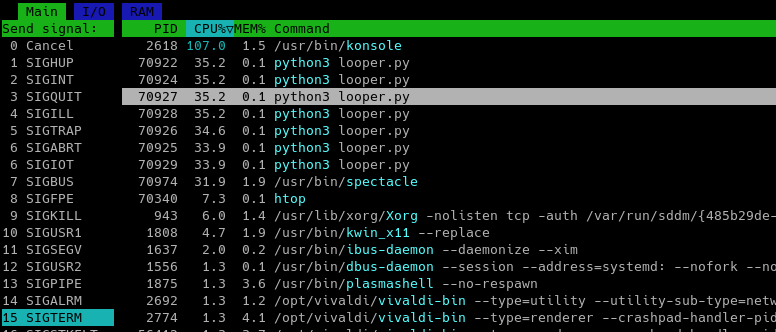 Main I/O RAM
Send signal: PID CPU%▽MEM% Command
0 Cancel 2618 107.0 1.5 /usr/bin/konsole
1 SIGHUP 70922 35.2 0.1 python3 looper.py
2 SIGINT 70924 35.2 0.1 python3 looper.py
3 SIGQUIT 70927 35.2 0.1 python3 looper.py
4 SIGILL 70928 35.2 0.1 python3 looper.py
5 SIGTRAP 70926 34.6 0.1 python3 looper.py
6 SIGABRT 70925 33.9 0.1 python3 looper.py
6 SIGIOT 70929 33.9 0.1 python3 looper.py
7 SIGBUS 70974 31.9 1.9 /usr/bin/spectacle
8 SIGFPE 70340 7.3 0.1 htop
9 SIGKILL 943 6.0 1.4 /usr/lib/xorg/Xorg -nolisten tcp -auth /var/run/sddm/{485b29de-
10 SIGUSR1 1808 4.7 1.9 /usr/bin/kwin_x11 --replace
11 SIGSEGV 1637 2.0 0.2 /usr/bin/ibus-daemon --daemonize --xim
12 SIGUSR2 1556 1.3 0.1 /usr/bin/dbus-daemon --session --address=systemd: --nofork --no
13 SIGPIPE 1875 1.3 3.6 /usr/bin/plasmashell --no-respawn
14 SIGALRM 2692 1.3 1.2 /opt/vivaldi/vivaldi-bin --type=utility --utility-sub-type=netw
15 SIGTERM 2774 1.3 4.1 /opt/vivaldi/vivaldi-bin --type=renderer --crashpad-handler-pid